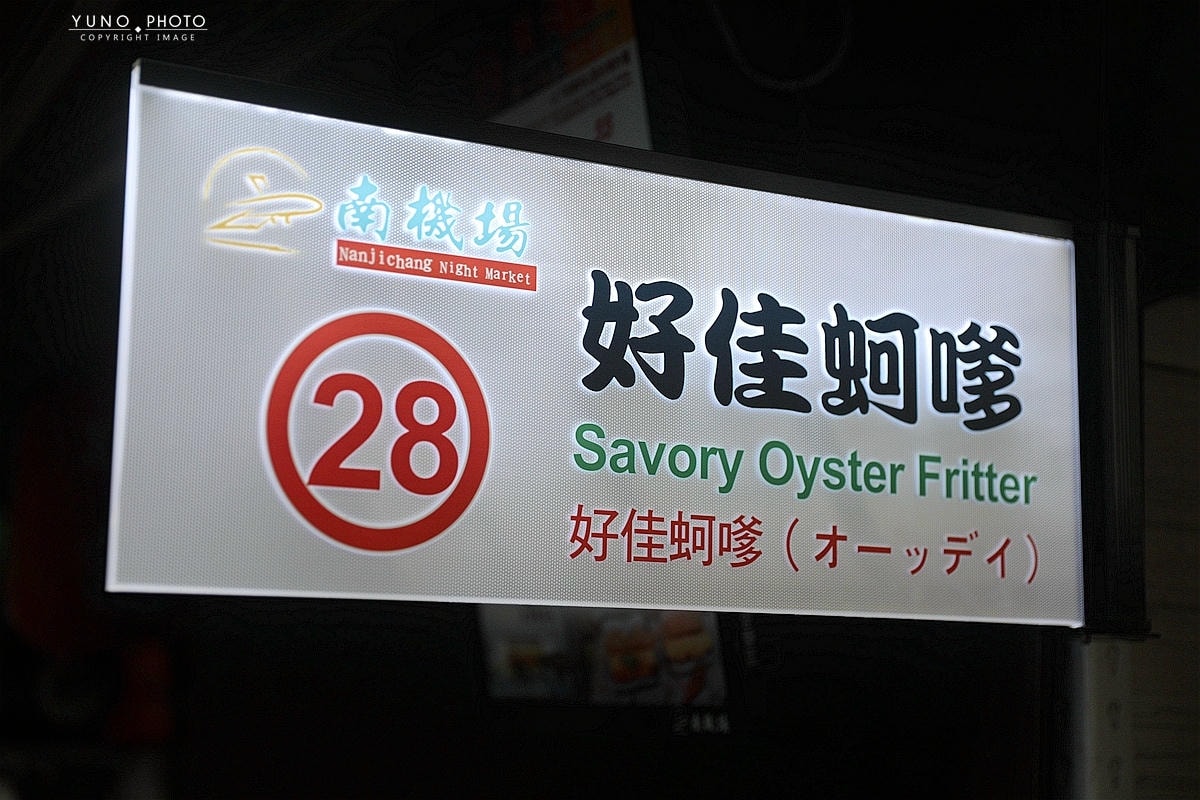 YUNO PHOTO
COPYRIGHT IMAGE
南機場
Nanjichang Night Market
28
好佳蚵嗲
Savory Oyster Fritter
好佳蚵嗲（オーッデイ）